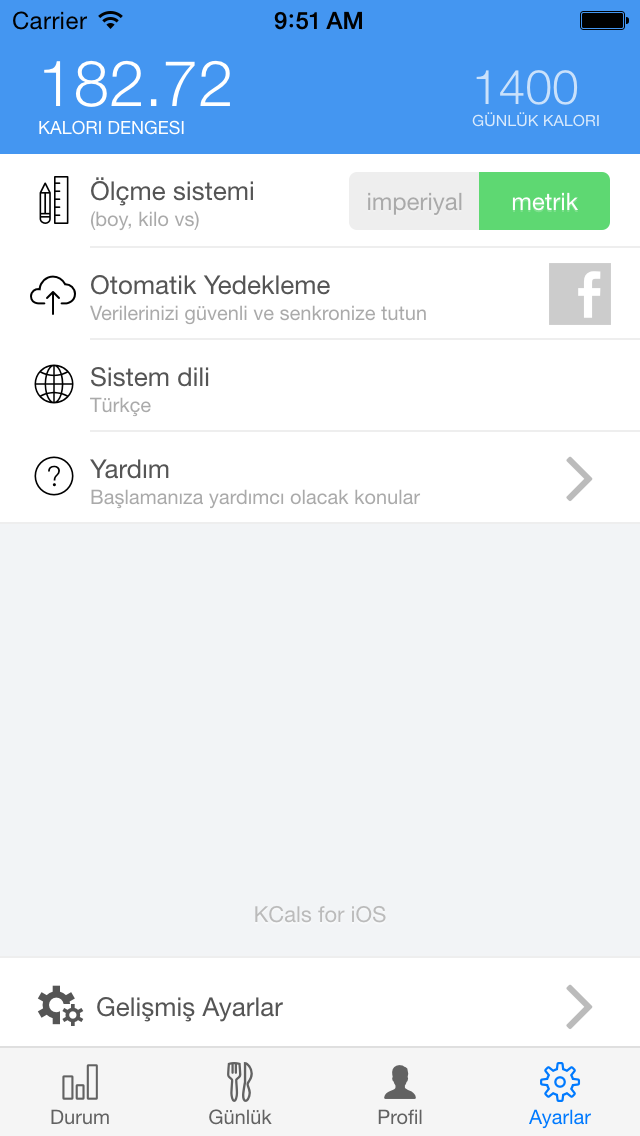 Carrier 9:51 AM
182.72 1400
KALORI DENGESI GÜNLÜK KALORI
Ölçme sistemi
(boy, kilo vs)
imperiyal metrik
Otomatik Yedekleme
Verilerinizi güvenli ve senkronize tutun
f
Sistem dili
Türkçe
?
Yardım
Başlamanıza yardımcı olacak konular
KCals for iOS
Gelişmiş Ayarlar
Durum Günlük Profil Ayarlar